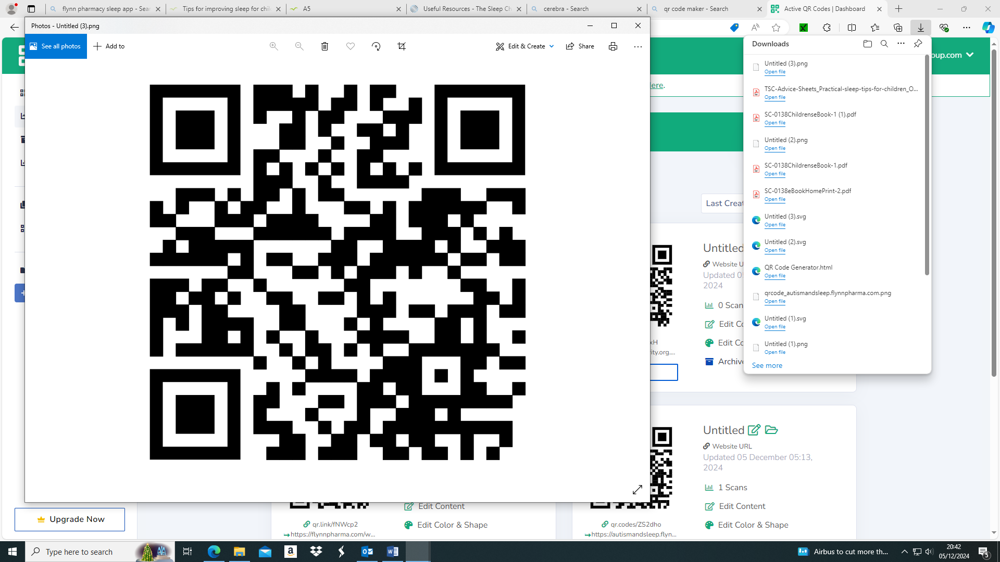 flynn pharmacy sleep app - Sear
Tips for improving sleep for chil
A5
Useful Resources - The Sleep Ch
cerebra - Search
qr code maker - Search
Active QR Codes | Dashboard
Photos - Untitled (3).png
See all photos
Add to
Edit & Create
Share
Downloads
oup.com
Untitled (3).png
Open file
Here.
TSC-Advice-Sheets_Practical-sleep-tips-for-children_O...
Open file
SC-0138ChildrenseBook-1 (1).pdf
Open file
Untitled (2).png
Open file
SC-0138ChildrenseBook-1.pdf
Open file
SC-0138eBookHomePrint-2.pdf
Open file
Last Creat
Untitled (3).svg
Open file
Untitled (2).svg
Open file
QR Code Generator.html
Open file
qrcode_autismandsleep.flynnpharma.com.png
Open file
Untitled (1).svg
Open file
Untitled (1).png
Open file
See more
Untitled
Website U
Updated 05
2024
0 Scan
Edit Co
xH
Edit Co
ity.org....
Archive
Untitled
Website URL
Updated 05 December 05:13,
2024
1 Scans
Edit Content
Edit Content
Upgrade Now
qr.link/fNWcp2
Edit Color & Shape
qr.codes/ZS2dho
Edit Color & Shape
https://flynnpharma.com/w...
https://autismandsleep.flyn...
Type here to search
Airbus to cut more th...
20:42
05/12/2024
5